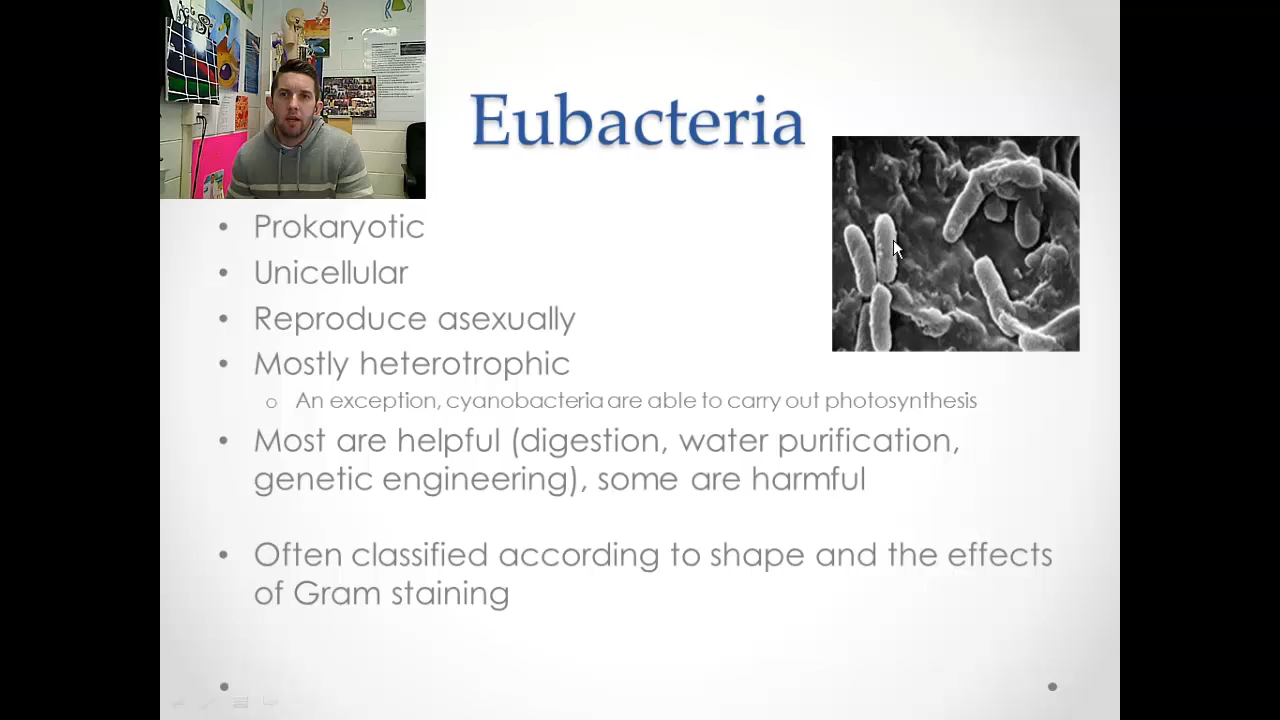 Eubacteria
• Prokaryotic
• Unicellular
• Reproduce asexually
• Mostly heterotrophic
o An exception, cyanobacteria are able to carry out photosynthesis
• Most are helpful (digestion, water purification,
genetic engineering), some are harmful
• Often classified according to shape and the effects
of Gram staining